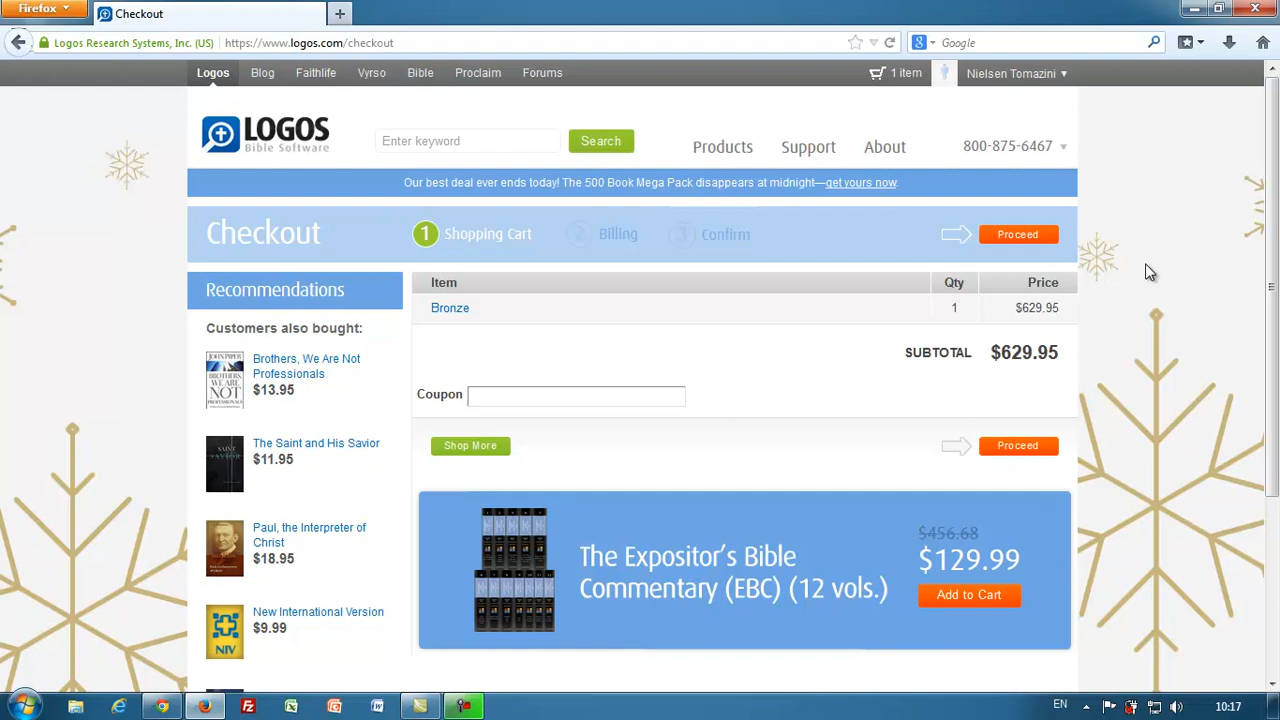 Firefox
Checkout
Logos Research Systems, Inc. (US)
https://www.logos.com/checkout
Google
Logos
Blog
Faithlife
Vyrso
Bible
Proclaim
Forums
1 item
Nielsen Tomazini
LOGOS
Bible Software
Enter keyword
Search
Products
Support
About
800-875-6467
Our best deal ever ends today! The 500 Book Mega Pack disappears at midnight—get yours now.
Checkout
1 Shopping Cart
2 Billing
3 Confirm
Proceed
Recommendations
Customers also bought:
JOHN PIPER
BROTHERS, WE ARE NOT
Brothers, We Are Not
Professionals
$13.95
The Saint and His Savior
$11.95
Paul, the Interpreter of
Christ
$18.95
NIV
New International Version
$9.99
Item
Qty
Price
Bronze
1
$629.95
SUBTOTAL
$629.95
Coupon
Shop More
Proceed
The Expositor's Bible
Commentary (EBC) (12 vols.)
$456.68
$129.99
Add to Cart
EN
10:17